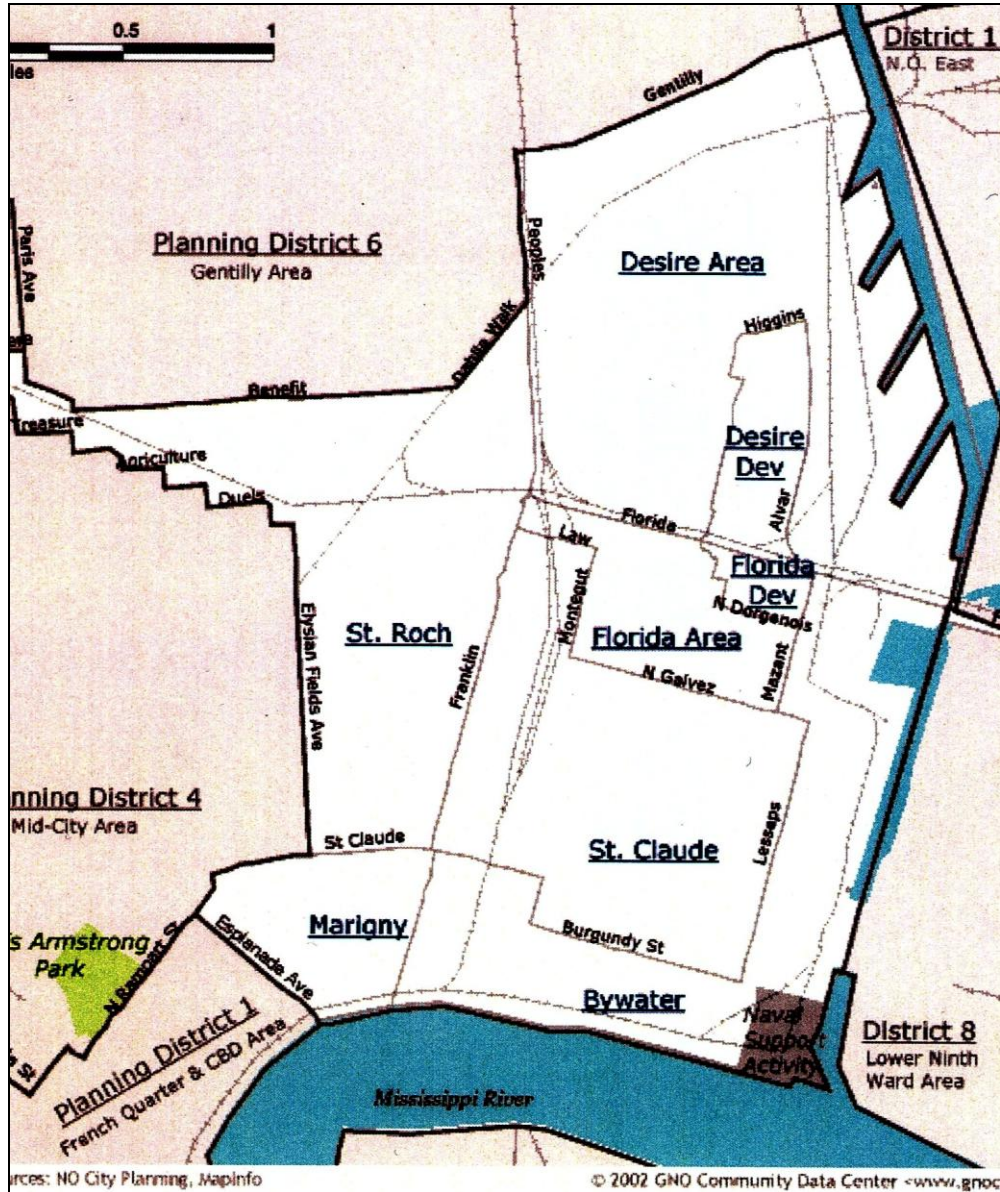 0.5
1
les
District 1
N.O. East
Gentilly
Paris Ave
Planning District 6
Gentilly Area
Peoples
Desire Area
Dahlia Walk
Higgins
Benefit
Treasure
Agriculture
Duels
Desire
Dev
Alvar
Florida
Law
Montegut
Florida
Dev
N Dorgenois
St. Roch
Florida Area
Elysian Fields Ave
Franklin
N Galvez
Mazant
nning District 4
Mid-City Area
St Claude
St. Claude
Lesseps
s Armstrong
Park
N Rampart St
Esplanade Ave
Marigny
Burgundy St
Bywater
Naval
Support
Activity
District 8
Lower Ninth
Ward Area
Planning District 1
French Quarter & CBD Area
s St
Mississippi River
urces: NO City Planning, MapInfo
© 2002 GNO Community Data Center <www.gnoc